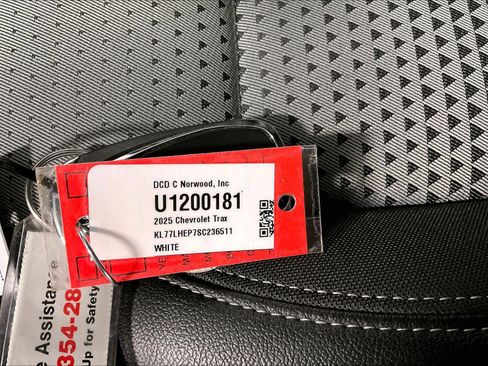 DCD C Norwood, Inc
U1200181
2025 Chevrolet Trax
KL77LHEP7SC236511
WHITE
e Assistance
354-28
Up for Safety